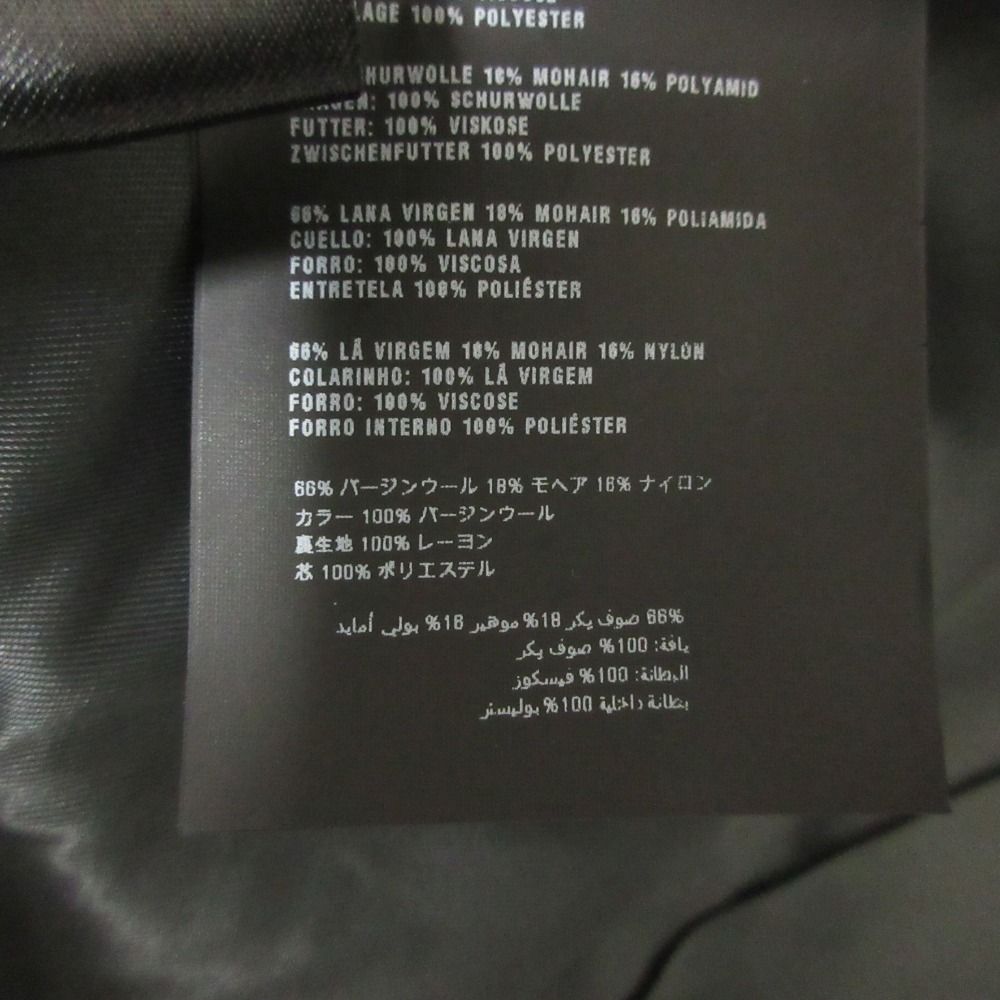 100% POLYESTER
18% MOHAIR 16% POLYAMID
100% SCHURWOLLE
FUTTER: 100% VISKOSE
ZWISCHENFUTTER 100% POLYESTER
66% LANA VIRGEN 18% MOHAIR 16% POLIAMIDA
CUELLO: 100% LANA VIRGEN
FORRO: 100% VISCOSA
ENTRETELA 100% POLIÉSTER
66% LÃ VIRGEM 18% MOHAIR 16% NYLON
COLARINHO: 100% LÃ VIRGEM
FORRO: 100% VISCOSE
FORRO INTERNO 100% POLIÉSTER
66% バージンウール 18% モヘア 16% ナイロン
カラー 100% バージンウール
裏生地 100% レーヨン
芯 100% ポリエステル
66% صوف بكر 18% موهير 16% بولي أمايد
ياقة: 100% صوف بكر
البطانة: 100% فيسكوز
بطانة داخلية 100% بوليستر